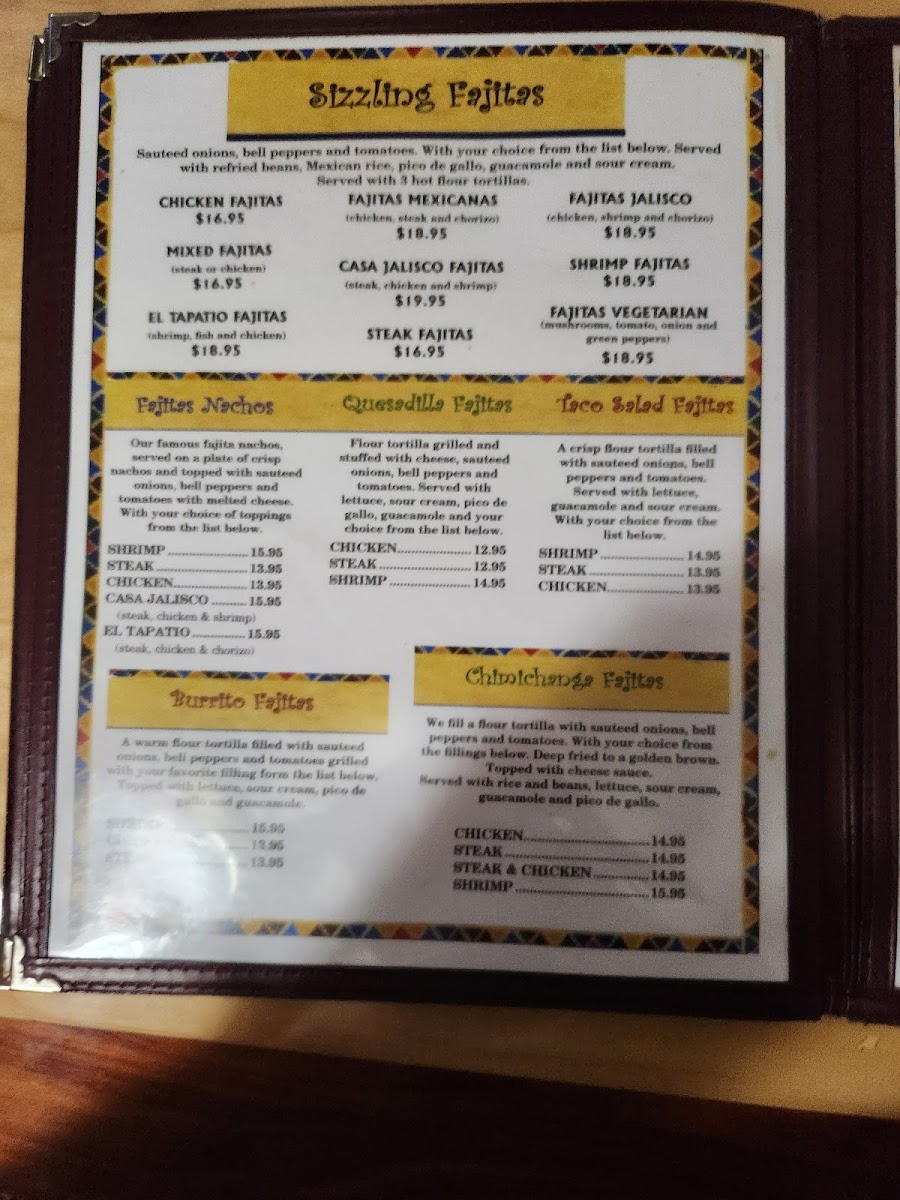 Sizzling Fajitas
Sauteed onions, bell peppers and tomatoes. With your choice from the list below. Served
with refried beans, Mexican rice, pico de gallo, guacamole and sour cream.
Served with 3 hot flour tortillas.
CHICKEN FAJITAS
$16.95
MIXED FAJITAS
(steak or chicken)
$16.95
EL TAPATIO FAJITAS
(shrimp, fish and chicken)
$18.95
FAJITAS MEXICANAS
(chicken, steak and chorizo)
$18.95
CASA JALISCO FAJITAS
(steak, chicken and shrimp)
$19.95
STEAK FAJITAS
$16.95
FAJITAS JALISCO
(chicken, shrimp and chorizo)
$18.95
SHRIMP FAJITAS
$18.95
FAJITAS VEGETARIAN
(mushrooms, tomato, onion and
green peppers)
$18.95
Fajitas Nachos
Our famous fajita nachos,
served on a plate of crisp
nachos and topped with sauteed
onions, bell peppers and
tomatoes with melted cheese.
With your choice of toppings
from the list below.
SHRIMP 15.95
STEAK 13.95
CHICKEN 13.95
CASA JALISCO 15.95
(steak, chicken & shrimp)
EL TAPATIO 15.95
(steak, chicken & chorizo)
Quesadilla Fajitas
Flour tortilla grilled and
stuffed with cheese, sauteed
onions, bell peppers and
tomatoes. Served with
lettuce, sour cream, pico de
gallo, guacamole and your
choice from the list below.
CHICKEN 12.95
STEAK 12.95
SHRIMP 14.95
Taco Salad Fajitas
A crisp flour tortilla filled
with sauteed onions, bell
peppers and tomatoes.
Served with lettuce,
guacamole and sour cream.
With your choice from the
list below.
SHRIMP 14.95
STEAK 13.95
CHICKEN 13.95
Burrito Fajitas
A warm flour tortilla filled with sauteed
onions, bell peppers and tomatoes grilled
with your favorite filling form the list below.
Topped with lettuce, sour cream, pico de
gallo and guacamole.
15.95
13.95
13.95
Chimichanga Fajitas
We fill a flour tortilla with sauteed onions, bell
peppers and tomatoes. With your choice from
the fillings below. Deep fried to a golden brown.
Topped with cheese sauce.
Served with rice and beans, lettuce, sour cream,
guacamole and pico de gallo.
CHICKEN 14.95
STEAK 14.95
STEAK & CHICKEN 14.95
SHRIMP 15.95